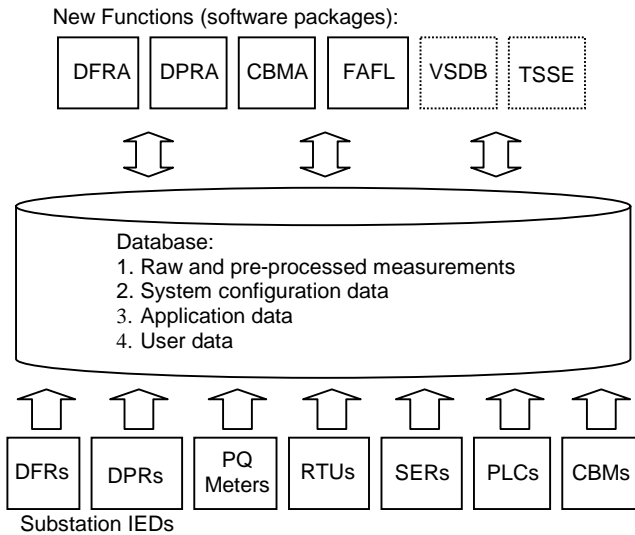 New Functions (software packages):
DFRA DPRA CBMA FAFL VSDB TSSE
Database:
1. Raw and pre-processed measurements
2. System configuration data
3. Application data
4. User data
DFRs DPRs PQ Meters RTUs SERs PLCs CBMs
Substation IEDs